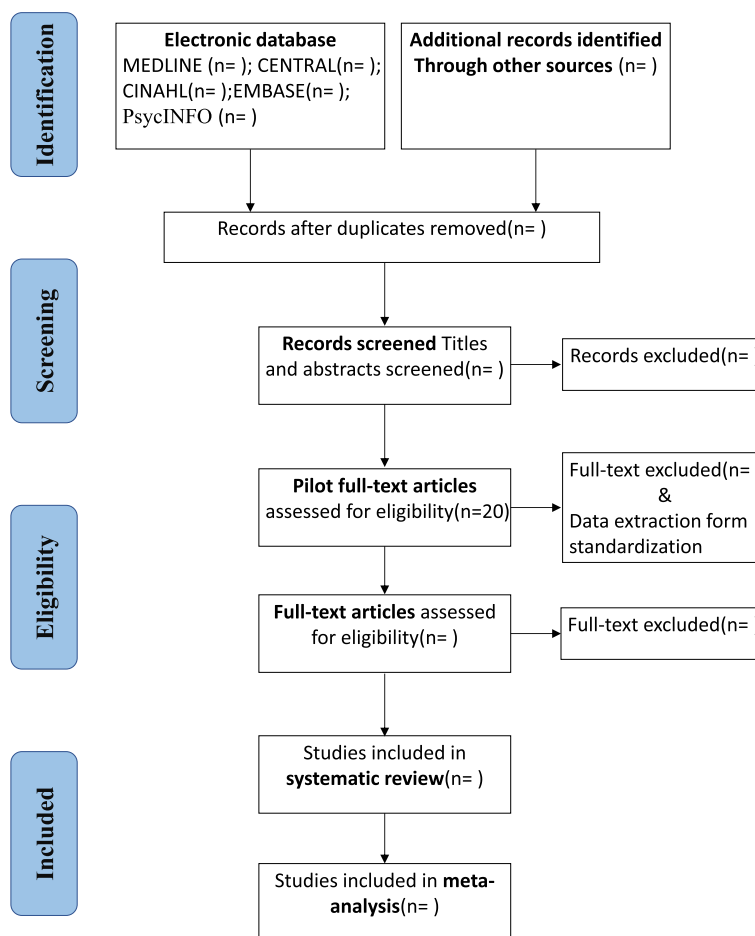 Identification
Electronic database
MEDLINE (n= ); CENTRAL(n= );
CINAHL(n= );EMBASE(n= );
PsycINFO (n= )
Additional records identified
Through other sources (n= )
Records after duplicates removed(n= )
Screening
Records screened Titles
and abstracts screened(n= )
Records excluded(n= )
Eligibility
Pilot full-text articles
assessed for eligibility(n=20)
Full-text excluded(n=
&
Data extraction form
standardization
Full-text articles assessed
for eligibility(n= )
Full-text excluded(n=
Included
Studies included in
systematic review(n= )
Studies included in meta-
analysis(n= )